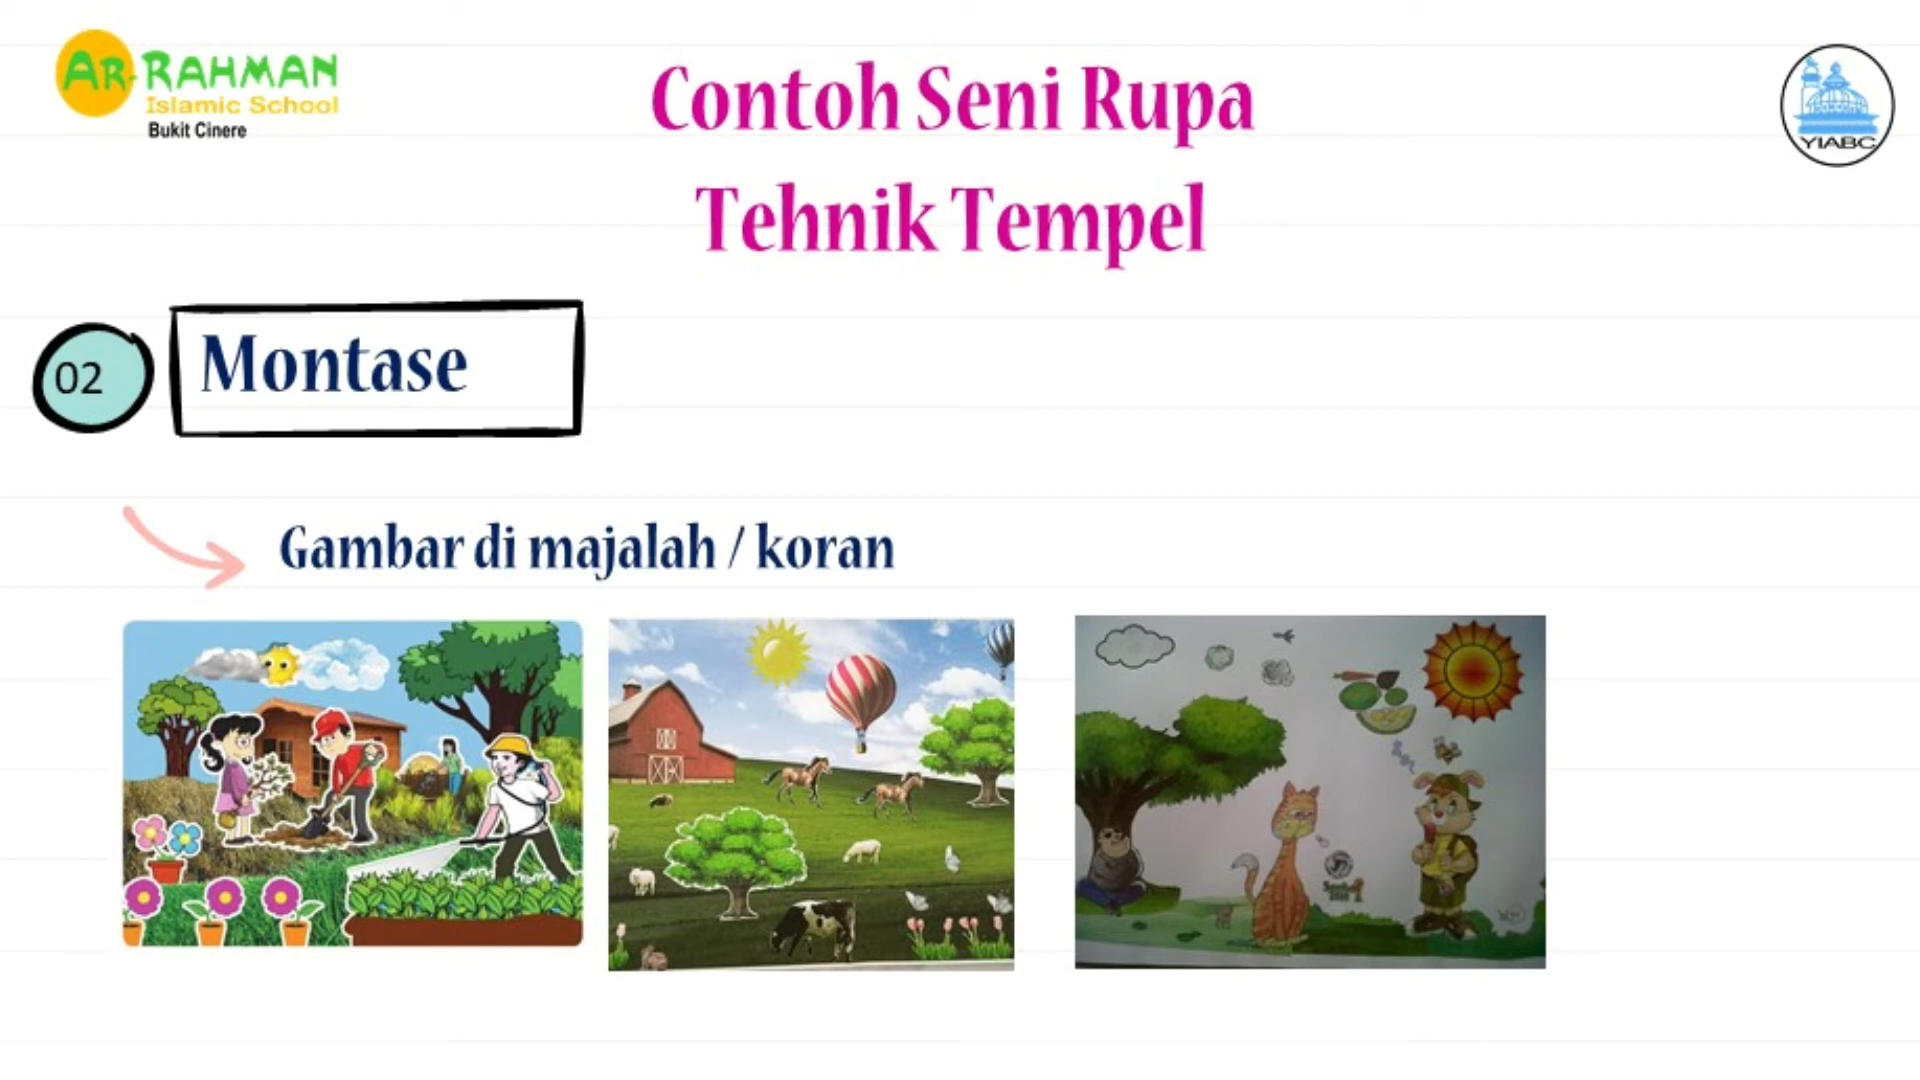 AR-RAHMAN
Islamic School
Bukit Cinere
YIABC
Contoh Seni Rupa
Tehnik Tempel
02
Montase
Gambar di majalah / koran